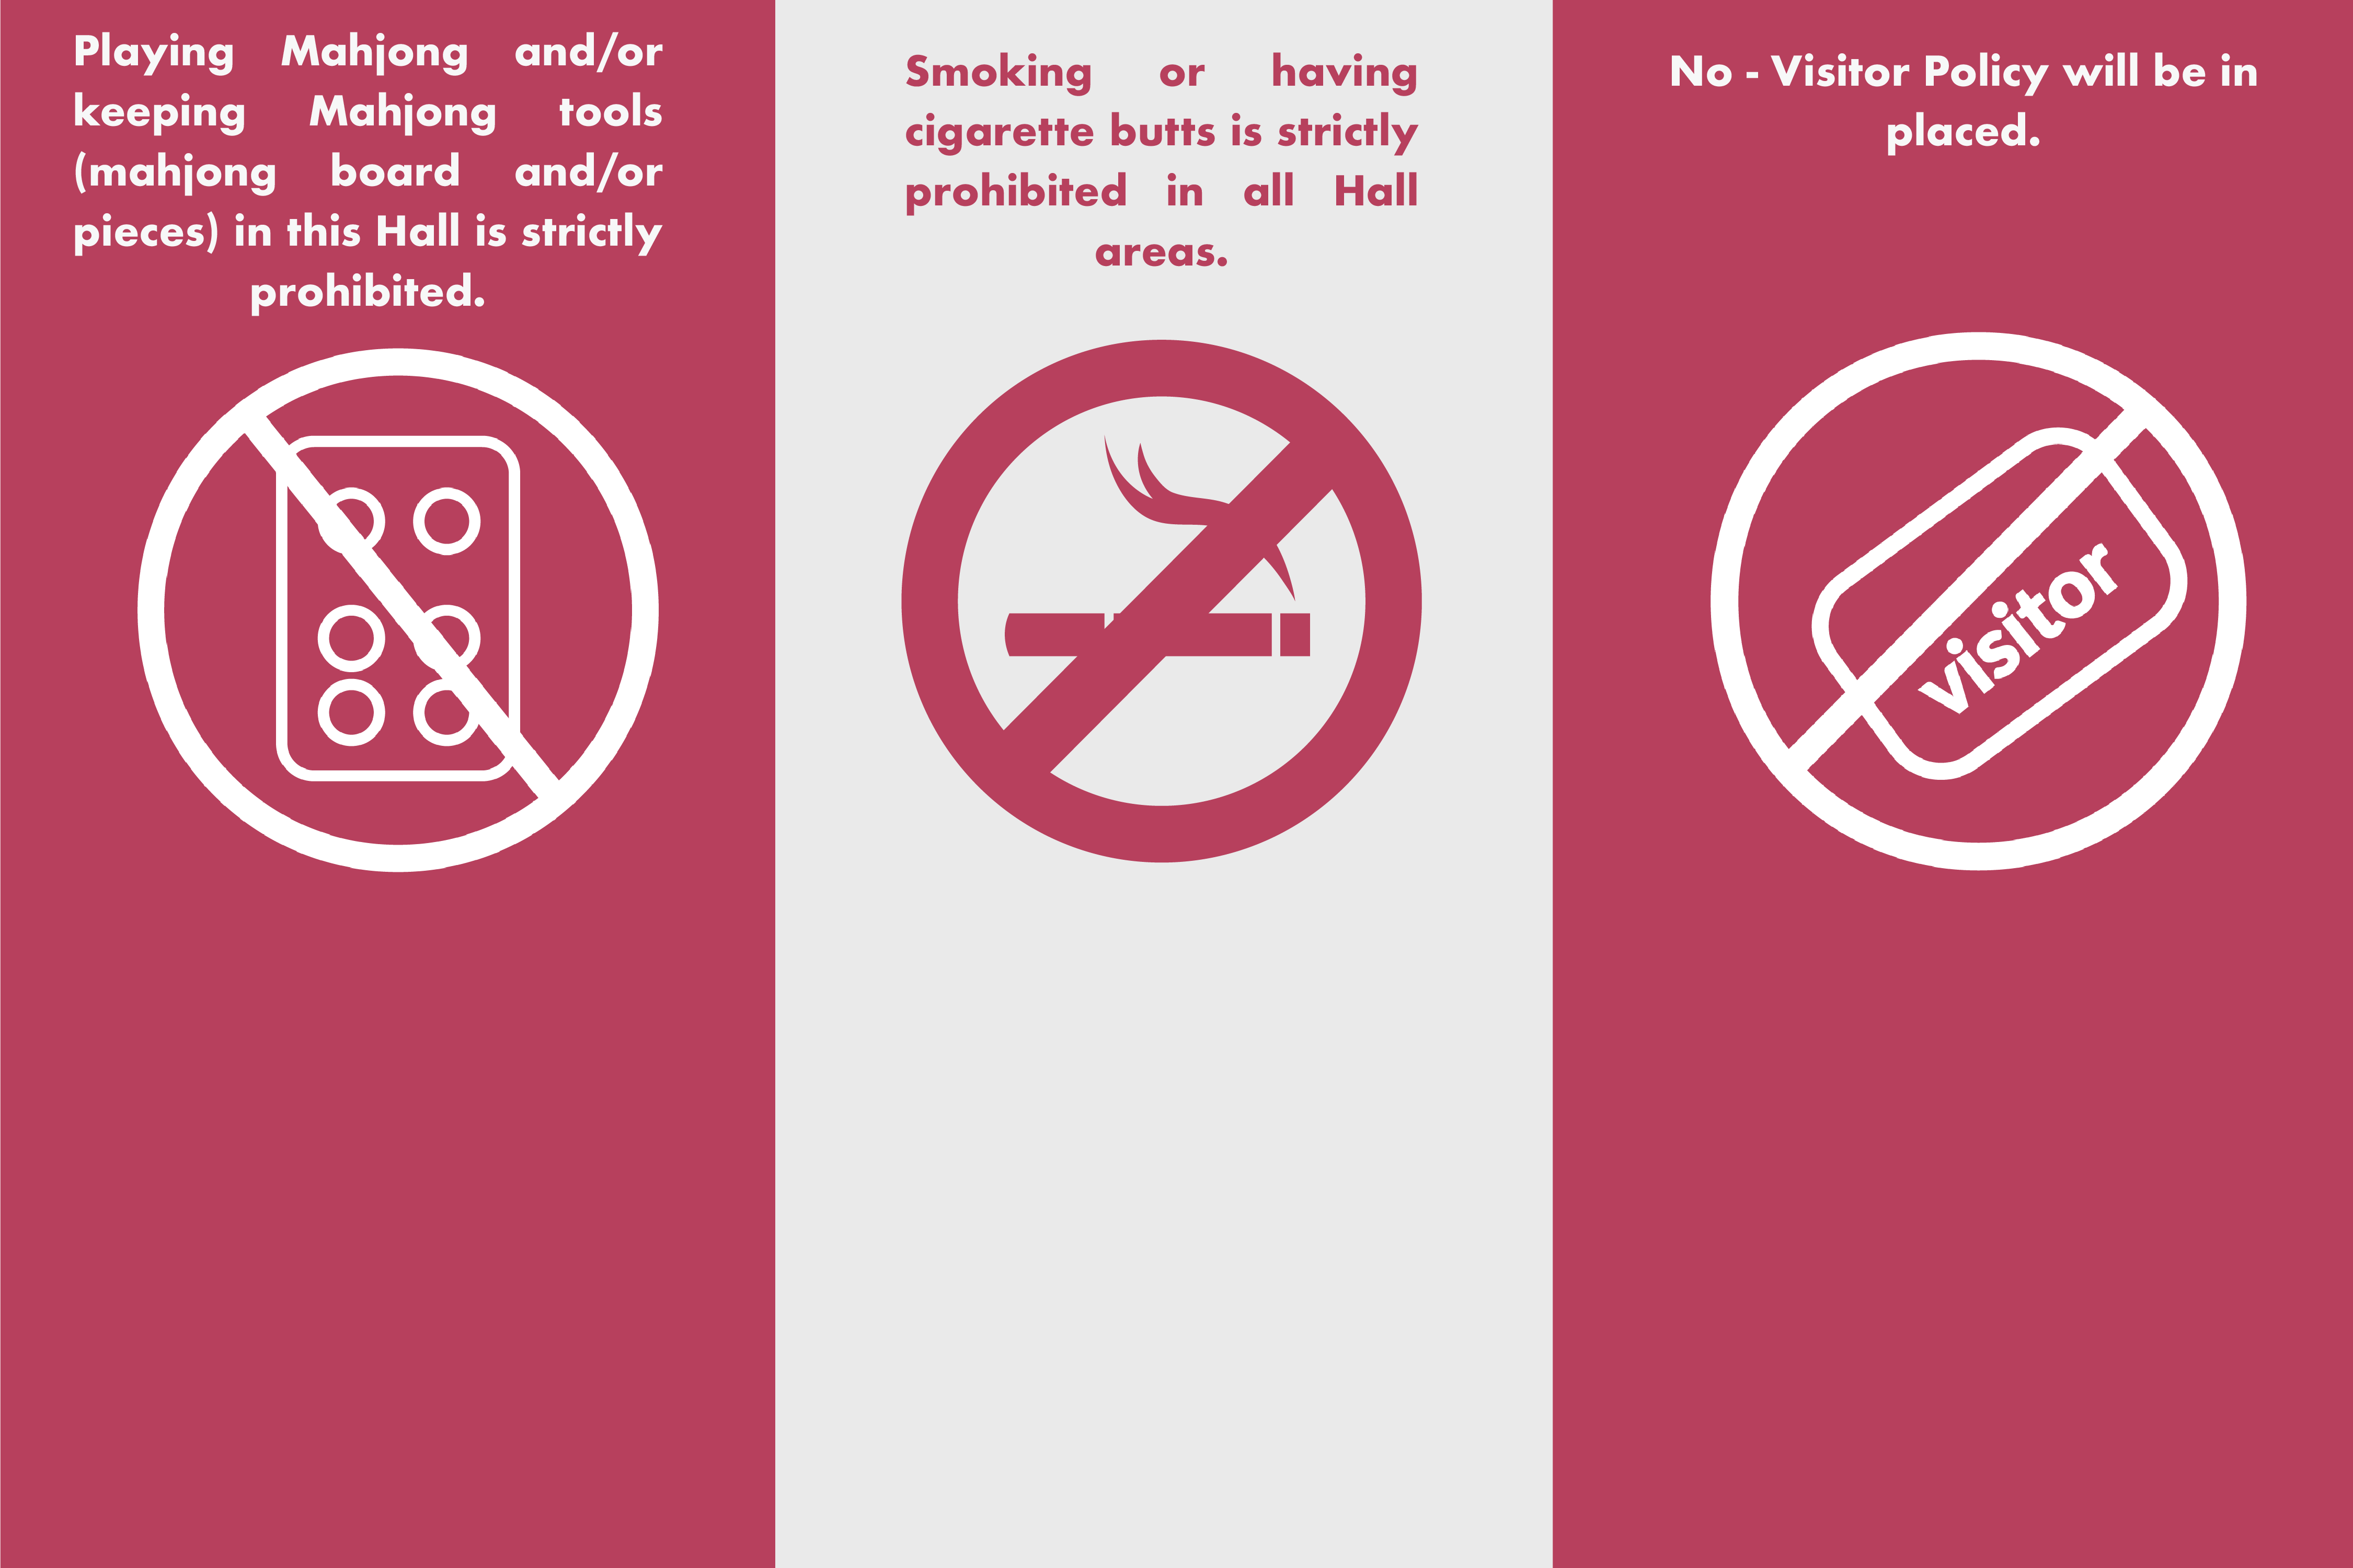 Playing Mahjong and/or
keeping Mahjong tools
(mahjong board and/or
pieces) in this Hall is strictly
prohibited.
Smoking or having
cigarette butts is strictly
prohibited in all Hall
areas.
No - Visitor Policy will be in
placed.
visitor